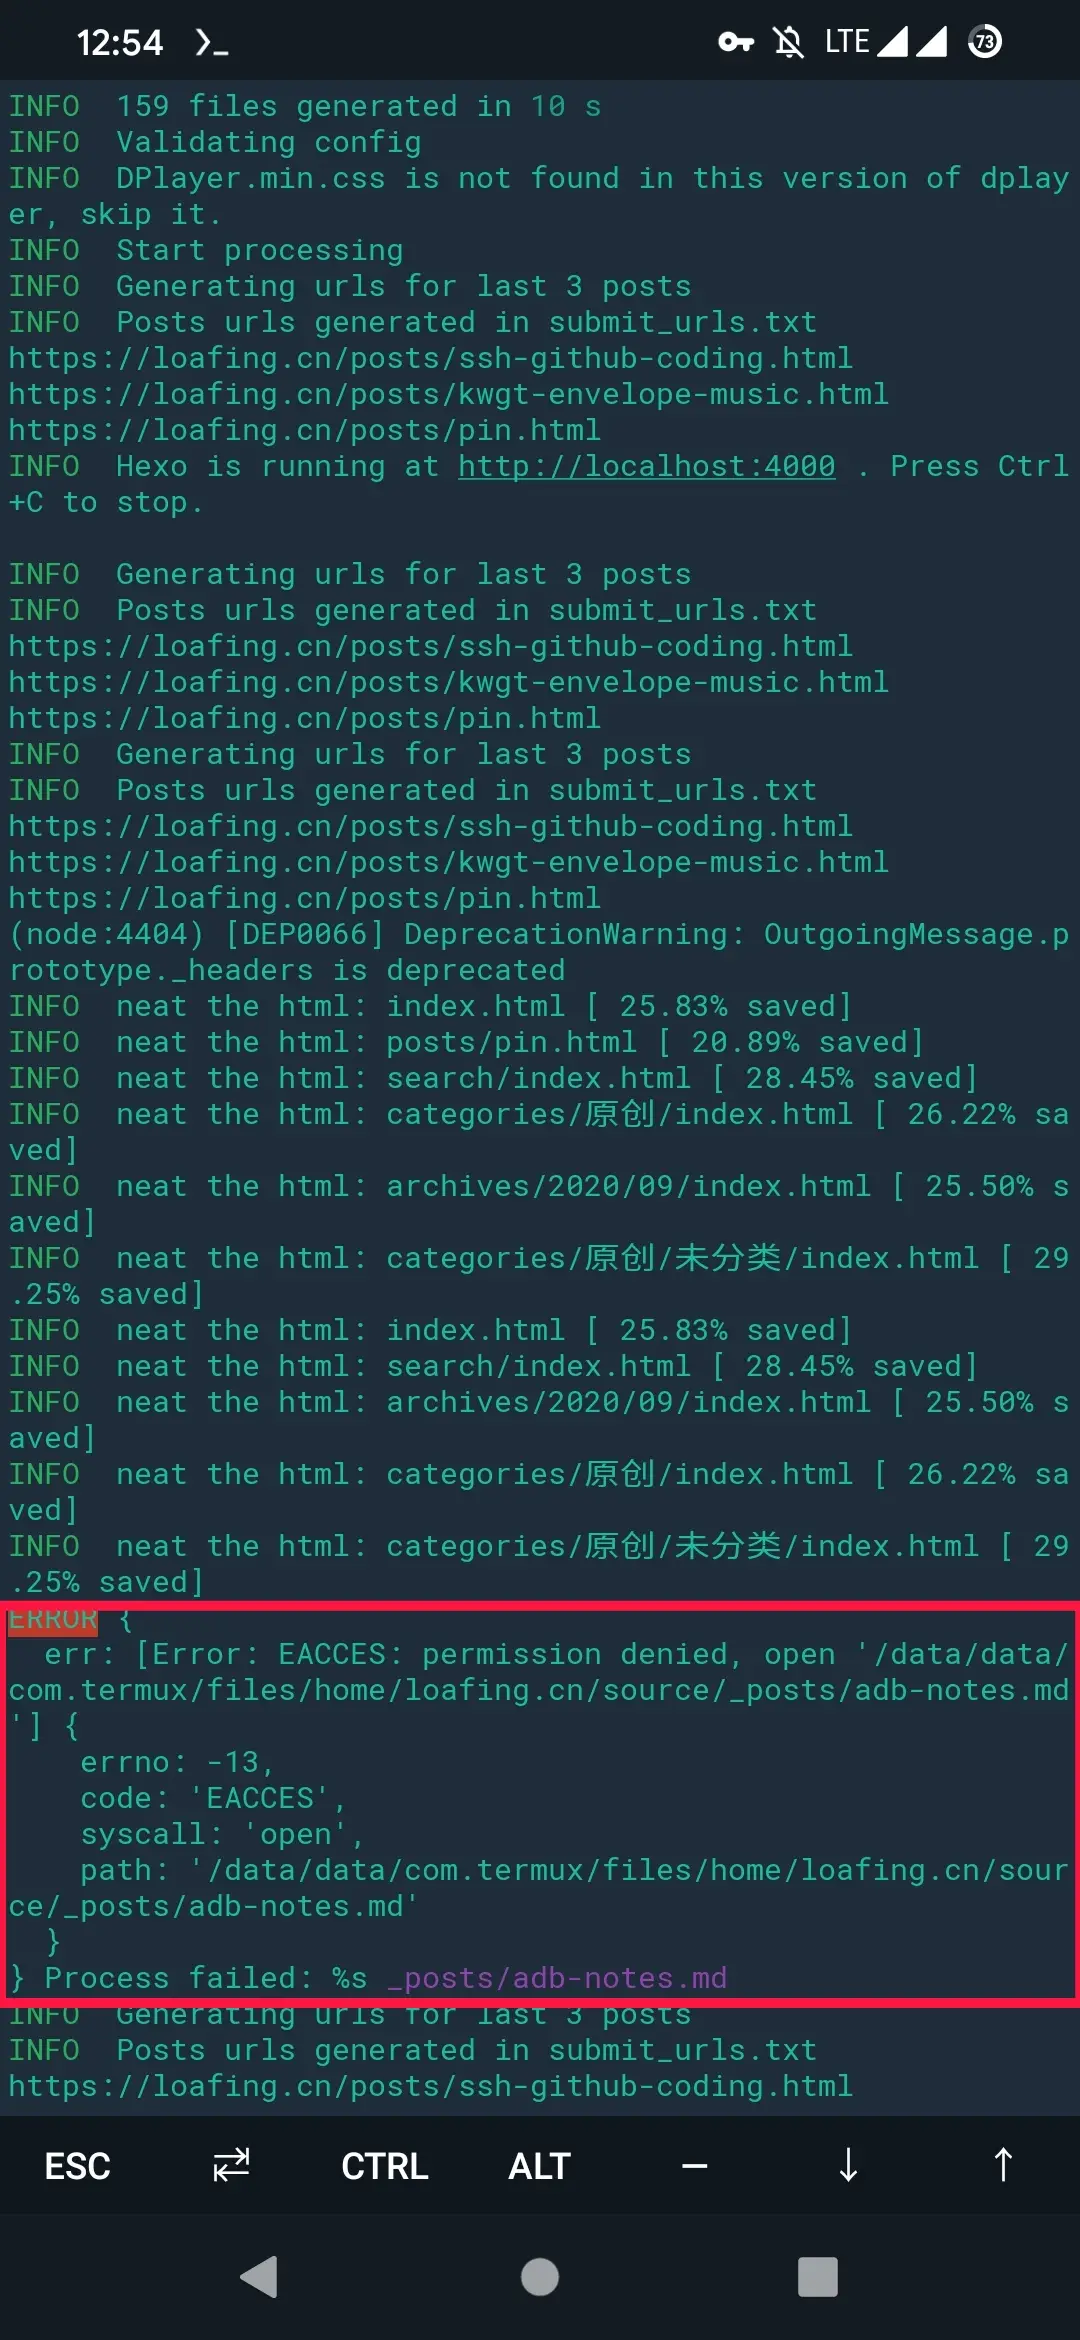 12:54
LTE 73
INFO  159 files generated in 10 s
INFO  Validating config
INFO  DPlayer.min.css is not found in this version of dplay
er, skip it.
INFO  Start processing
INFO  Generating urls for last 3 posts
INFO  Posts urls generated in submit_urls.txt
https://loafing.cn/posts/ssh-github-coding.html
https://loafing.cn/posts/kwgt-envelope-music.html
https://loafing.cn/posts/pin.html
INFO  Hexo is running at http://localhost:4000 . Press Ctrl
+C to stop.
INFO  Generating urls for last 3 posts
INFO  Posts urls generated in submit_urls.txt
https://loafing.cn/posts/ssh-github-coding.html
https://loafing.cn/posts/kwgt-envelope-music.html
https://loafing.cn/posts/pin.html
INFO  Generating urls for last 3 posts
INFO  Posts urls generated in submit_urls.txt
https://loafing.cn/posts/ssh-github-coding.html
https://loafing.cn/posts/kwgt-envelope-music.html
https://loafing.cn/posts/pin.html
(node:4404) [DEP0066] DeprecationWarning: OutgoingMessage.p
rototype._headers is deprecated
INFO  neat the html: index.html [ 25.83% saved]
INFO  neat the html: posts/pin.html [ 20.89% saved]
INFO  neat the html: search/index.html [ 28.45% saved]
INFO  neat the html: categories/原创/index.html [ 26.22% sa
ved]
INFO  neat the html: archives/2020/09/index.html [ 25.50% s
aved]
INFO  neat the html: categories/原创/未分类/index.html [ 29
.25% saved]
INFO  neat the html: index.html [ 25.83% saved]
INFO  neat the html: search/index.html [ 28.45% saved]
INFO  neat the html: archives/2020/09/index.html [ 25.50% s
aved]
INFO  neat the html: categories/原创/index.html [ 26.22% sa
ved]
INFO  neat the html: categories/原创/未分类/index.html [ 29
.25% saved]
ERROR {
  err: [Error: EACCES: permission denied, open '/data/data/
com.termux/files/home/loafing.cn/source/_posts/adb-notes.md
'] {
    errno: -13,
    code: 'EACCES',
    syscall: 'open',
    path: '/data/data/com.termux/files/home/loafing.cn/sour
ce/_posts/adb-notes.md'
  }
} Process failed: %s _posts/adb-notes.md
INFO  Generating urls for last 3 posts
INFO  Posts urls generated in submit_urls.txt
https://loafing.cn/posts/ssh-github-coding.html
ESC ⇄ CTRL ALT – ↓ ↑